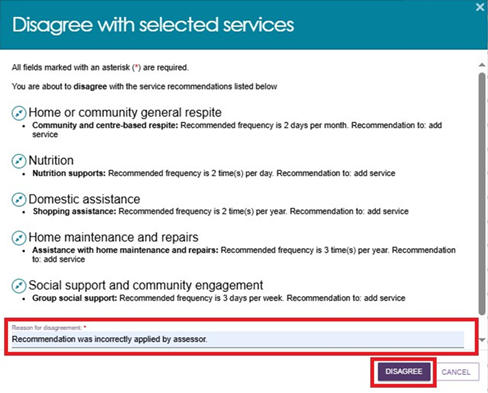 Disagree with selected services
All fields marked with an asterisk (*) are required.
You are about to disagree with the service recommendations listed below
Home or community general respite
• Community and centre-based respite: Recommended frequency is 2 days per month. Recommendation to: add
service
Nutrition
• Nutrition supports: Recommended frequency is 2 time(s) per day. Recommendation to: add service
Domestic assistance
• Shopping assistance: Recommended frequency is 2 time(s) per year. Recommendation to: add service
Home maintenance and repairs
• Assistance with home maintenance and repairs: Recommended frequency is 3 time(s) per year. Recommendation
to: add service
Social support and community engagement
• Group social support: Recommended frequency is 3 days per week. Recommendation to: add service
Reason for disagreement: *
Recommendation was incorrectly applied by assessor.
DISAGREE CANCEL